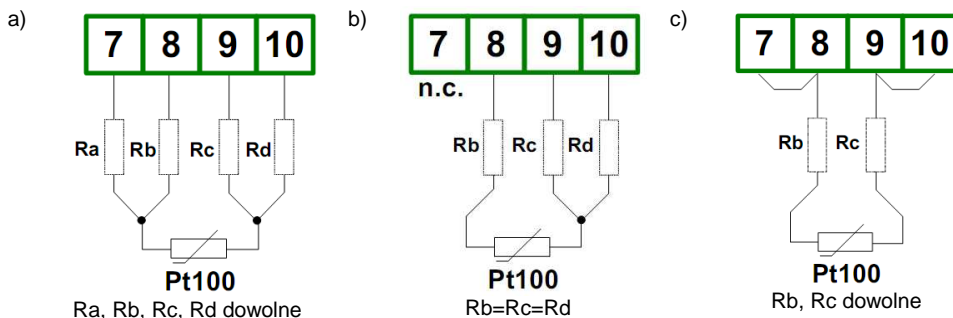 a)
7 8 9 10
Ra Rb Rc Rd
Pt100
Ra, Rb, Rc, Rd dowolne
b)
7 8 9 10
n.c.
Rb Rc Rd
Pt100
Rb=Rc=Rd
c)
7 8 9 10
Rb Rc
Pt100
Rb, Rc dowolne